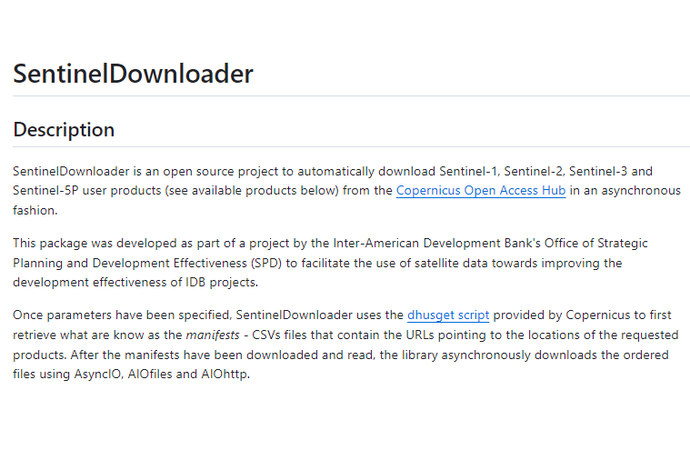 SentinelDownloader
Description
SentinelDownloader is an open source project to automatically download Sentinel-1, Sentinel-2, Sentinel-3 and
Sentinel-5P user products (see available products below) from the Copernicus Open Access Hub in an asynchronous
fashion.
This package was developed as part of a project by the Inter-American Development Bank's Office of Strategic
Planning and Development Effectiveness (SPD) to facilitate the use of satellite data towards improving the
development effectiveness of IDB projects.
Once parameters have been specified, SentinelDownloader uses the dhusget script provided by Copernicus to first
retrieve what are know as the manifests - CSVs files that contain the URLs pointing to the locations of the requested
products. After the manifests have been downloaded and read, the library asynchronously downloads the ordered
files using AsyncIO, AIOfiles and AIOhttp.